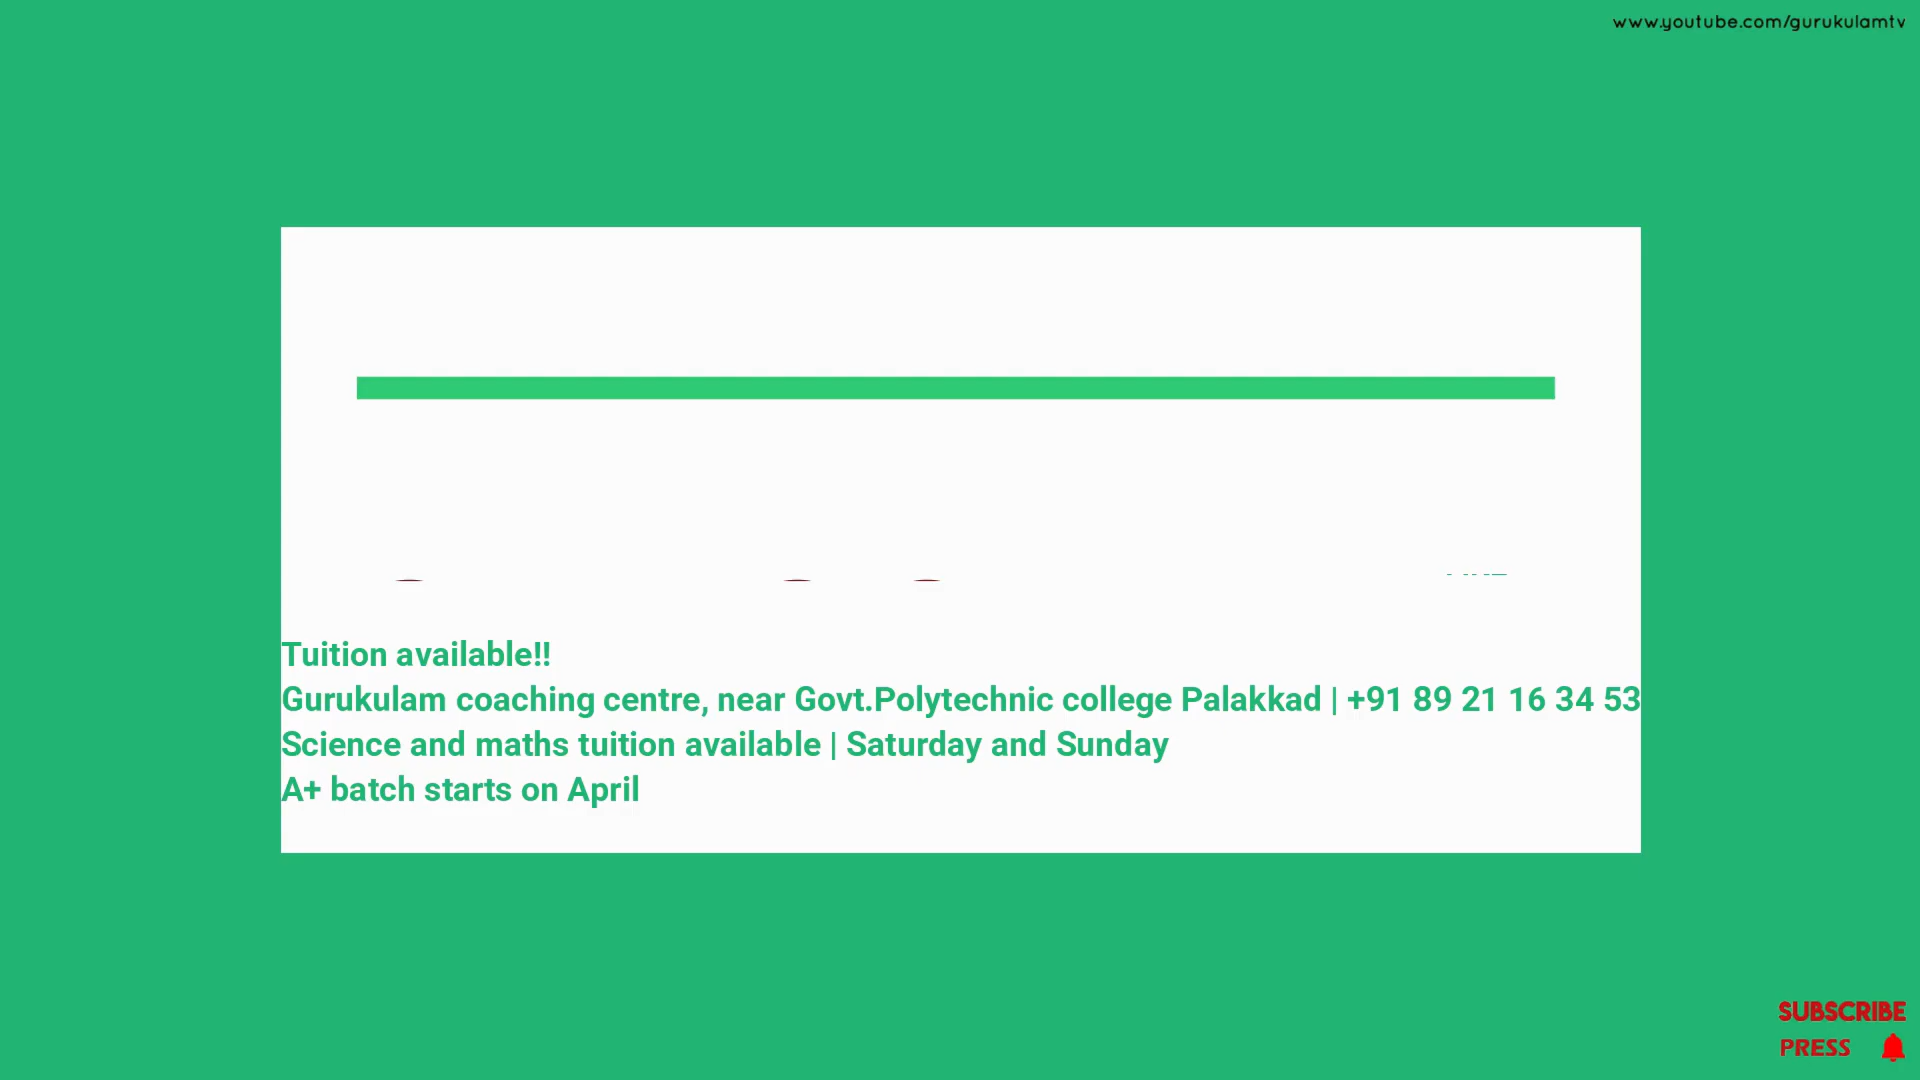 www.youtube.com/gurukulamtv
Tuition available!!
Gurukulam coaching centre, near Govt.Polytechnic college Palakkad | +91 89 21 16 34 53
Science and maths tuition available | Saturday and Sunday
A+ batch starts on April
SUBSCRIBE
PRESS